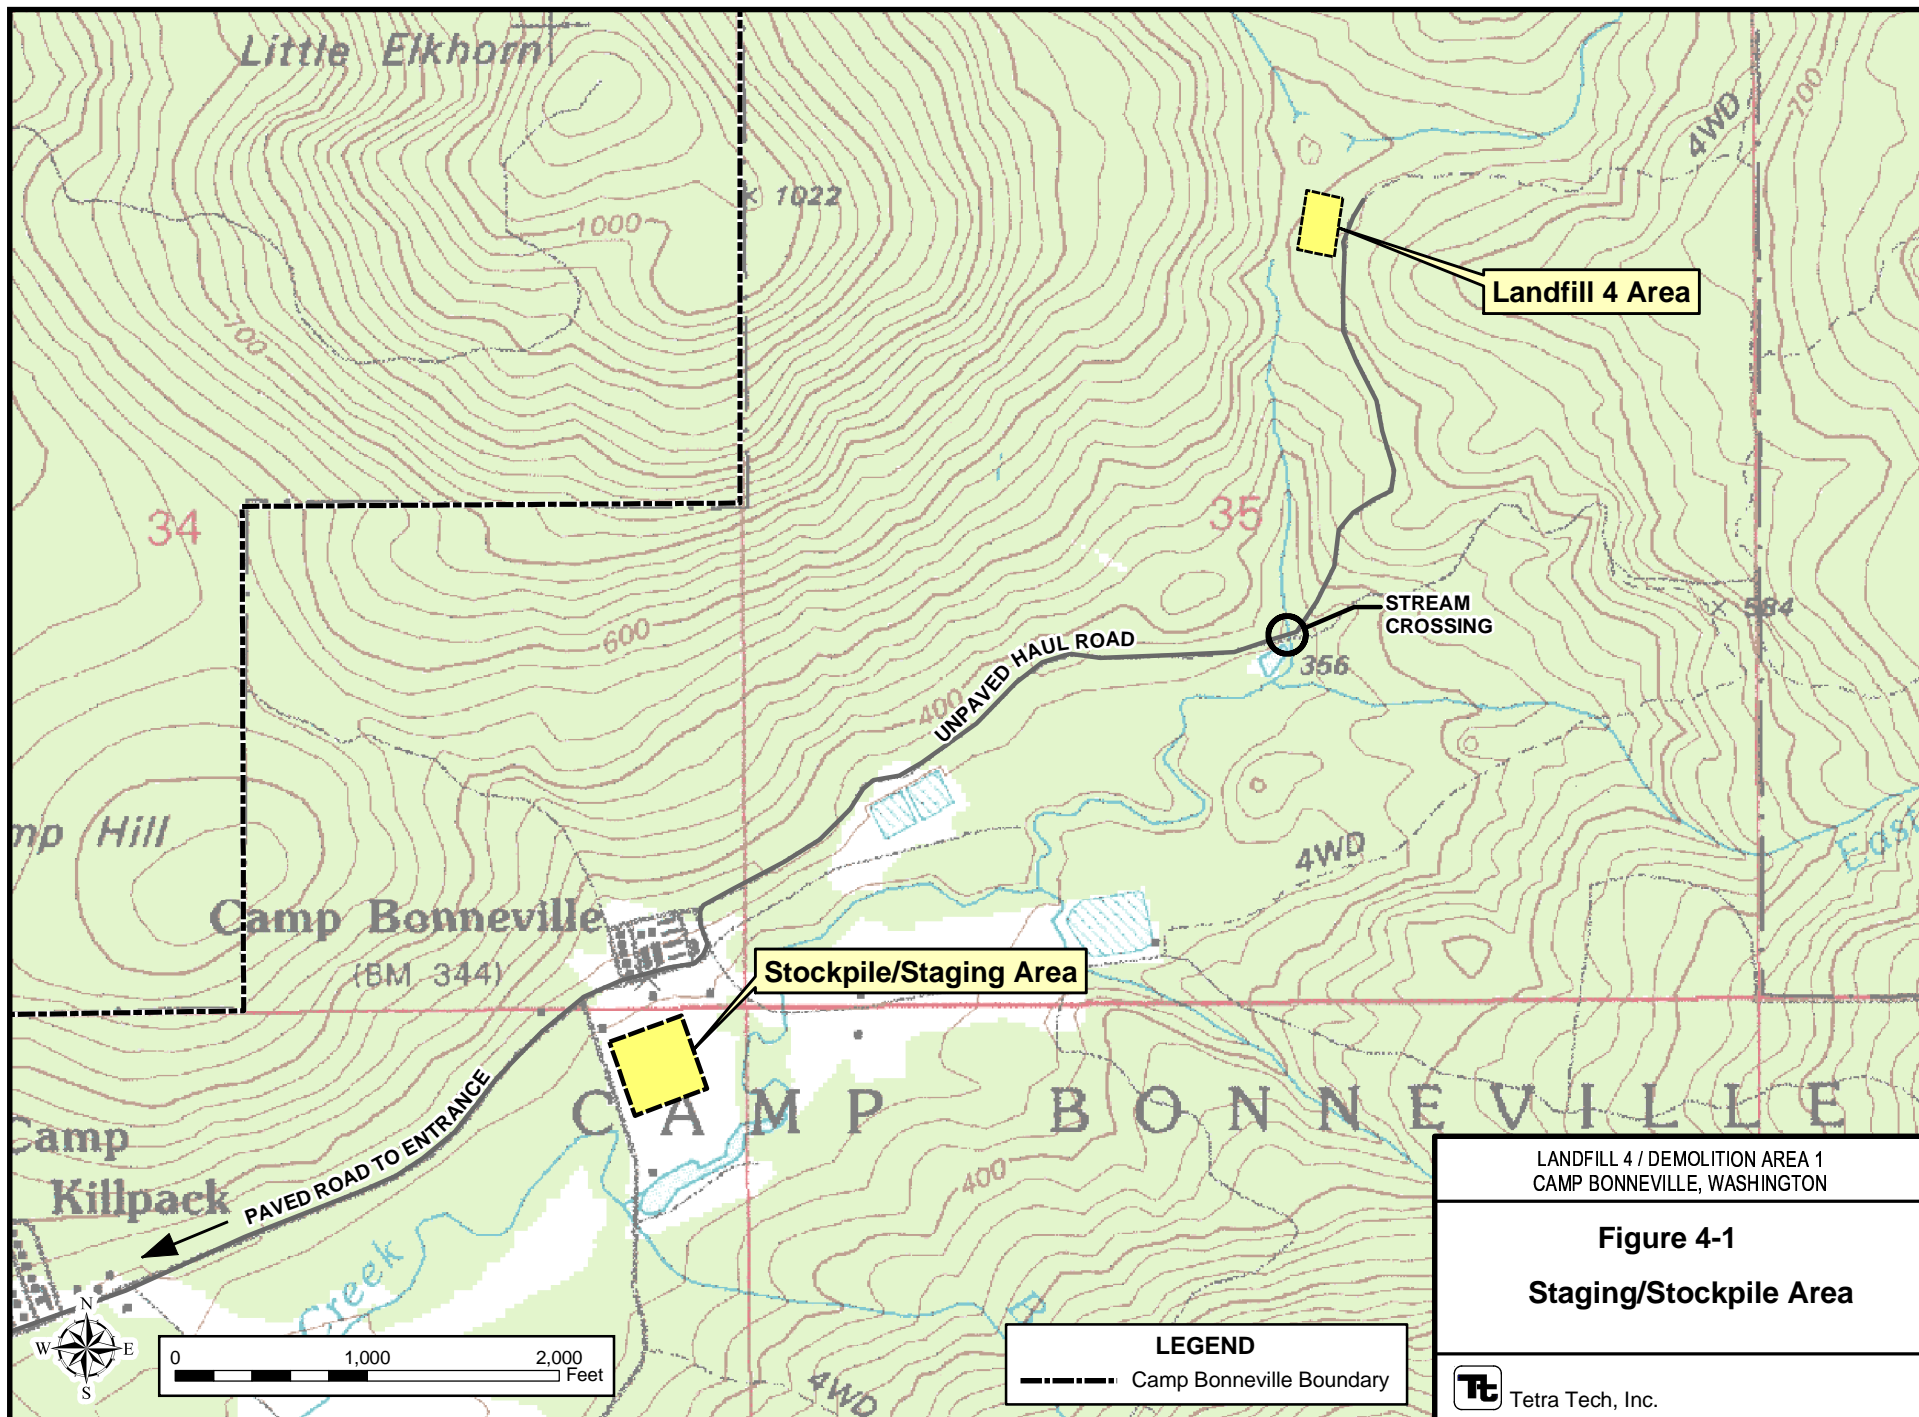 Little Elkhorn
1022
1000
700
700
4WD
Landfill 4 Area
34
35
STREAM
CROSSING
584
356
600
400
UNPAVED HAUL ROAD
mp Hill
4WD
East
Camp Bonneville
(BM 344)
Stockpile/Staging Area
CAMP BONNEVILLE
PAVED ROAD TO ENTRANCE
Camp
Killpack
400
Creek
4WD
N
W E
S
0 1,000 2,000
Feet
LEGEND
Camp Bonneville Boundary
LANDFILL 4 / DEMOLITION AREA 1
CAMP BONNEVILLE, WASHINGTON
Figure 4-1
Staging/Stockpile Area
Tt Tetra Tech, Inc.